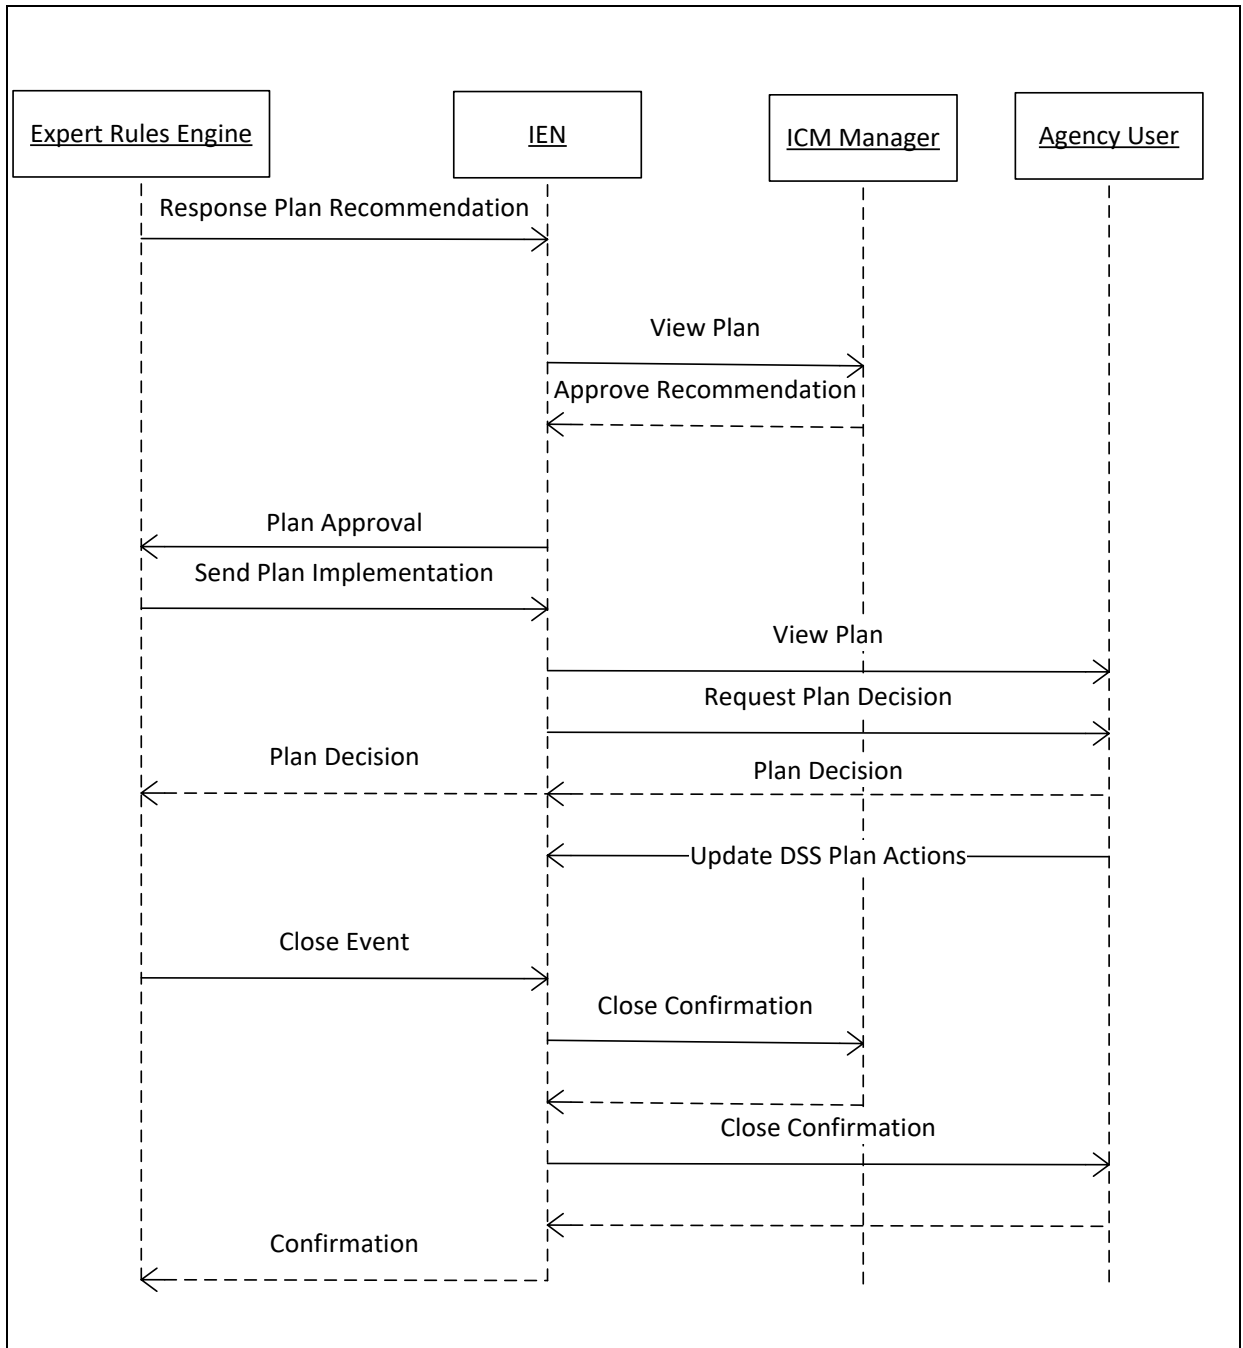 Expert Rules Engine
IEN
ICM Manager
Agency User
Response Plan Recommendation
View Plan
Approve Recommendation
Plan Approval
Send Plan Implementation
View Plan
Request Plan Decision
Plan Decision
Plan Decision
Update DSS Plan Actions
Close Event
Close Confirmation
Close Confirmation
Confirmation